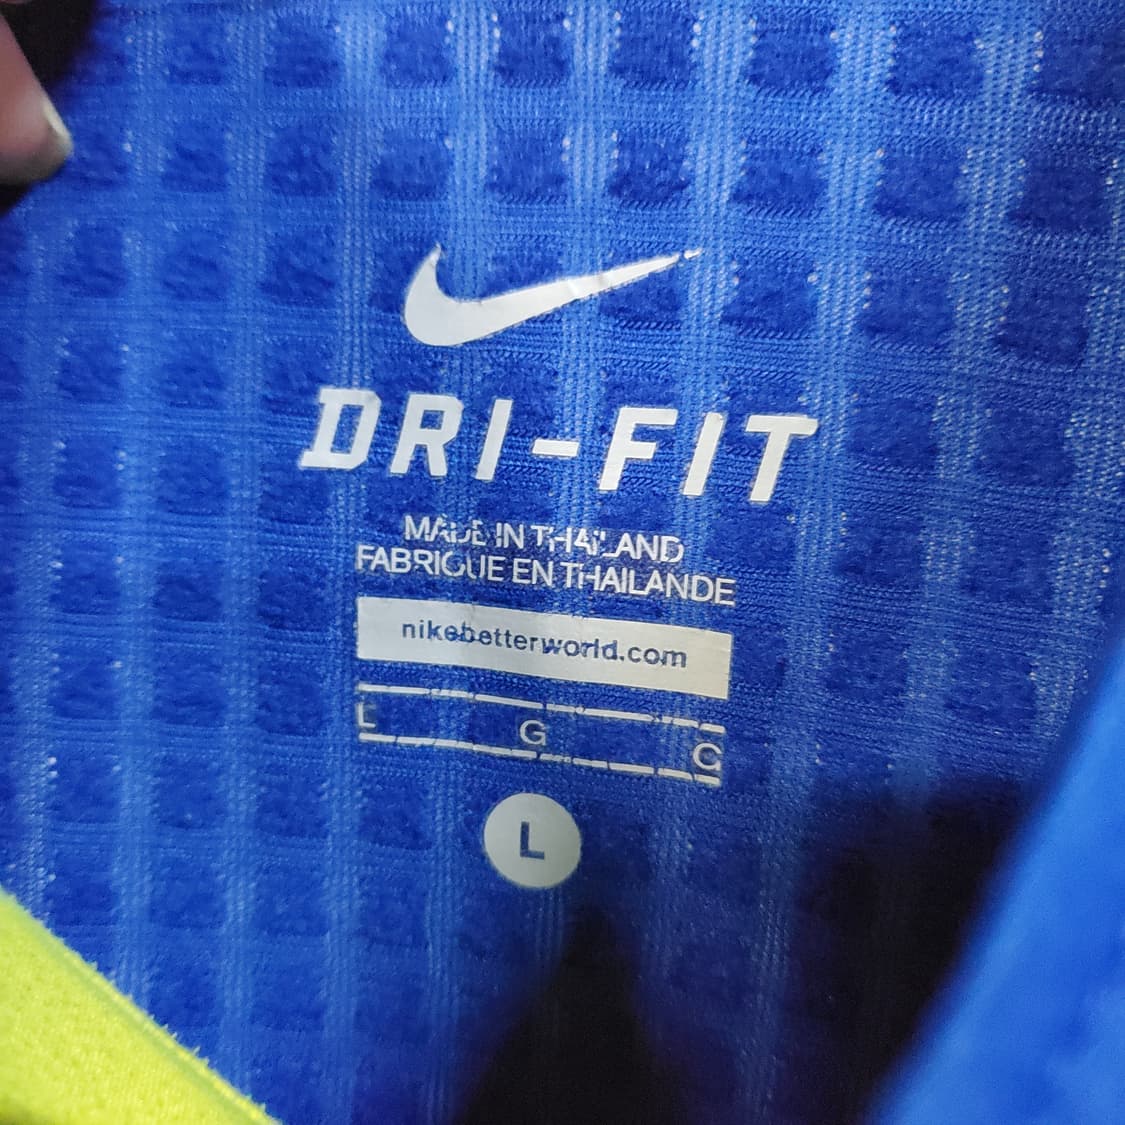 DRI-FIT
MADE IN THAILAND
FABRIQUE EN THAILANDE
nikebetterworld.com
L G G
L